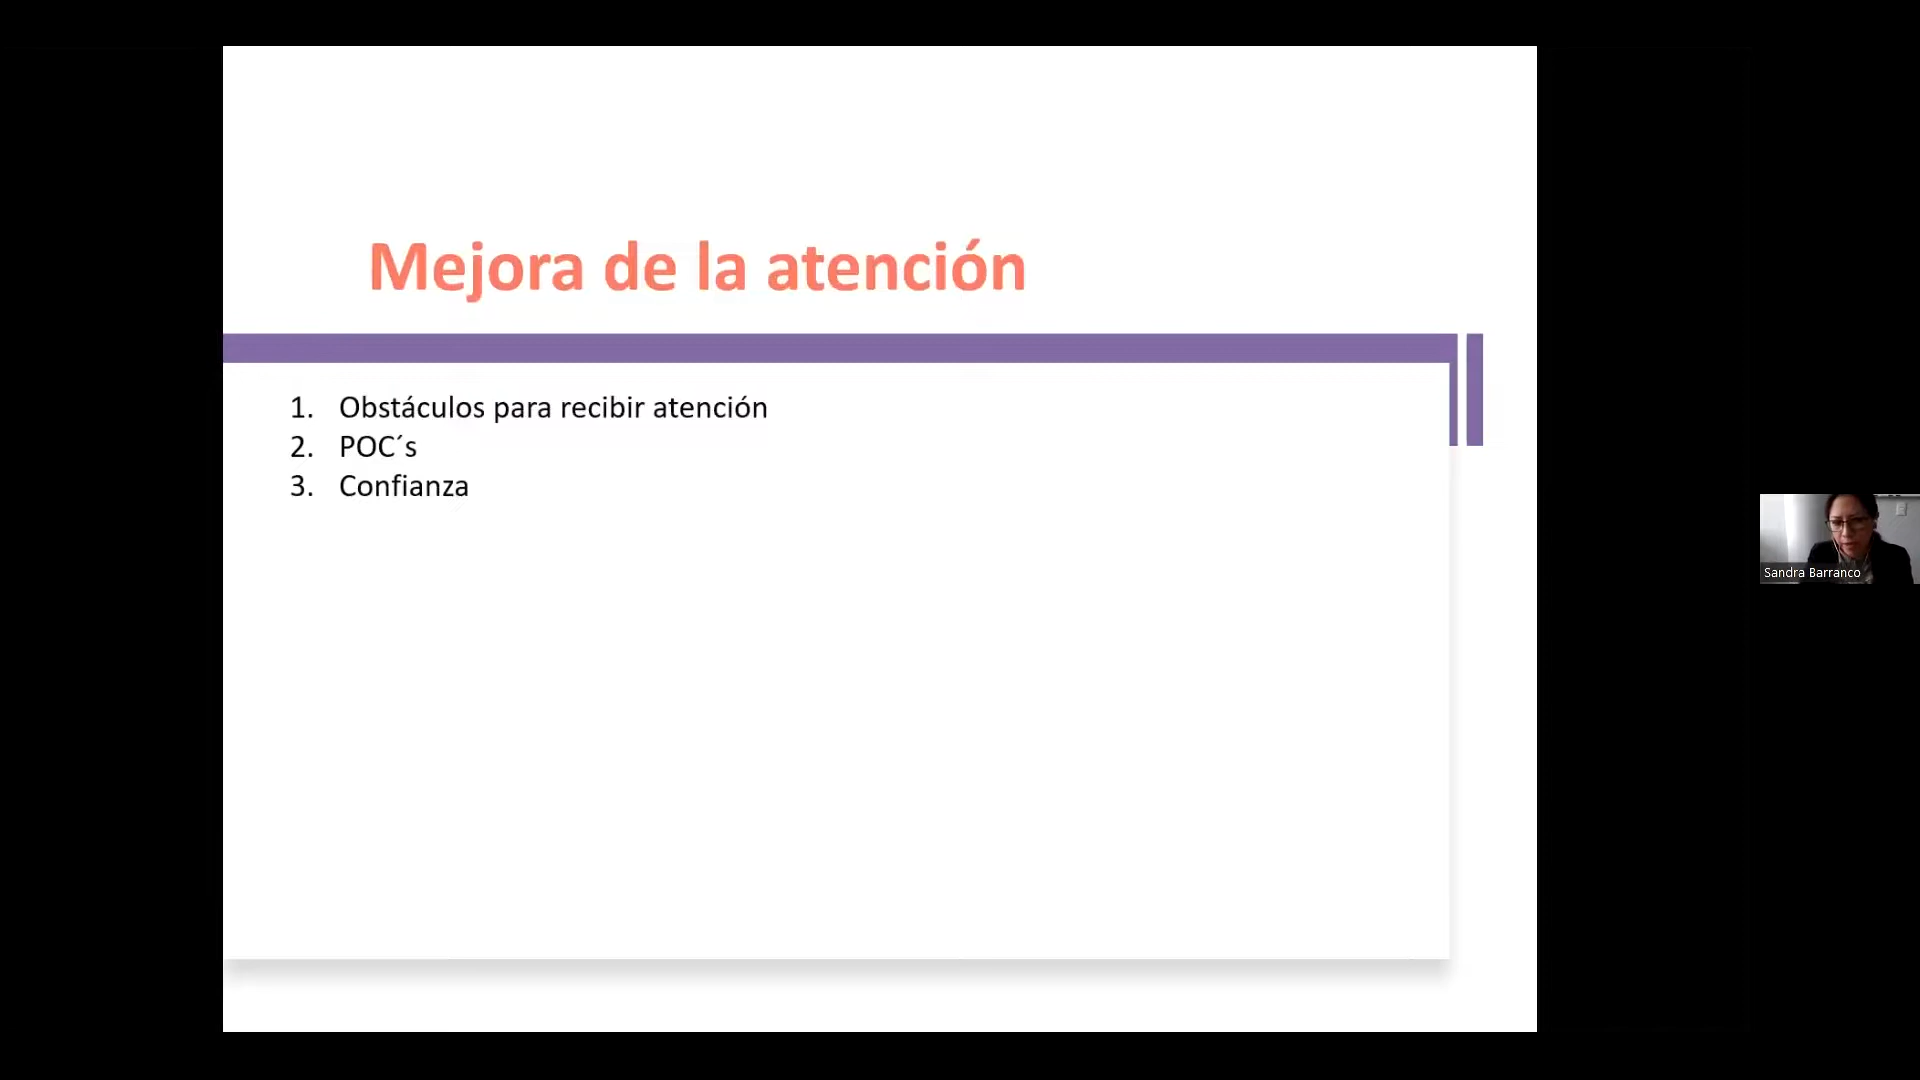 Mejora de la atención
1. Obstáculos para recibir atención
2. POC´s
3. Confianza
Sandra Barranco